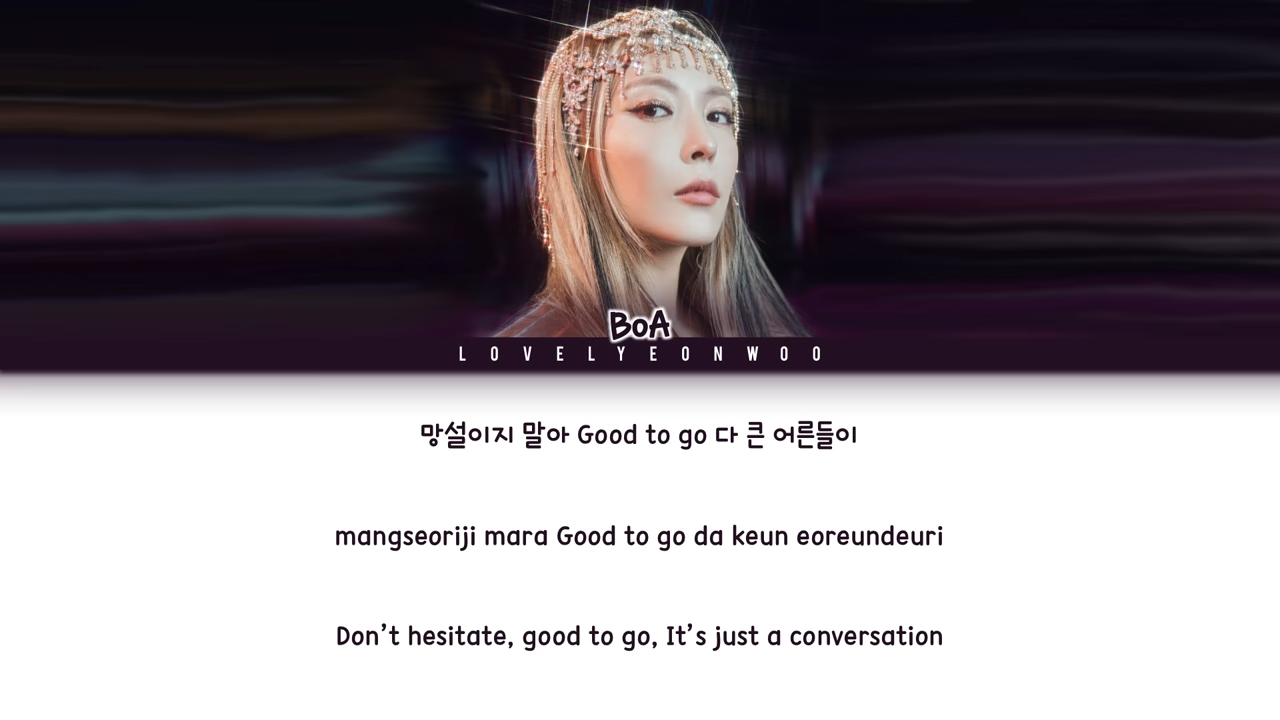 BoA
LOVELYEONWOO
망설이지 말아 Good to go 다 큰 어른들이
mangseoriji mara Good to go da keun eoreundeuri
Don’t hesitate, good to go, It’s just a conversation